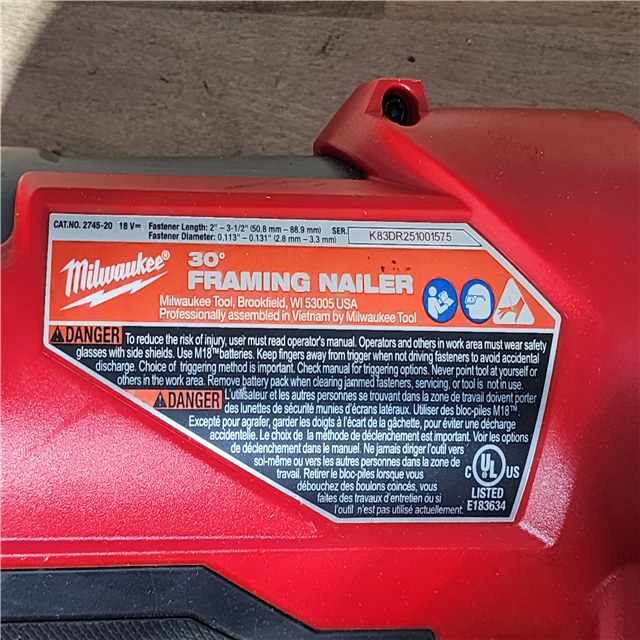 CAT.NO. 2745-20 18 V⎓ Fastener Length: 2" – 3-1/2" (50.8 mm – 88.9 mm) SER. K83DR251001575
Fastener Diameter: 0.113" – 0.131" (2.8 mm – 3.3 mm)
Milwaukee®
30°
FRAMING NAILER
Milwaukee Tool, Brookfield, WI 53005 USA
Professionally assembled in Vietnam by Milwaukee Tool
DANGER To reduce the risk of injury, user must read operator's manual. Operators and others in work area must wear safety
glasses with side shields. Use M18™ batteries. Keep fingers away from trigger when not driving fasteners to avoid accidental
discharge. Choice of triggering method is important. Check manual for triggering options. Never point tool at yourself or
others in the work area. Remove battery pack when clearing jammed fasteners, servicing, or tool is not in use.
DANGER L'utilisateur et les autres personnes se trouvant dans la zone de travail doivent porter
des lunettes de sécurité munies d'écrans latéraux. Utiliser des bloc-piles M18™.
Excepté pour agrafer, garder les doigts à l'écart de la gâchette, pour éviter une décharge
accidentelle. Le choix de la méthode de déclenchement est important. Voir les options
de déclenchement dans le manuel. Ne jamais diriger l'outil vers
soi-même ou vers les autres personnes dans la zone de
travail. Retirer le bloc-piles lorsque vous
débouchez des boulons coincés, vous
faites des travaux d'entretien ou si
l'outil n'est pas utilisé actuellement.
C UL US
LISTED
E183634